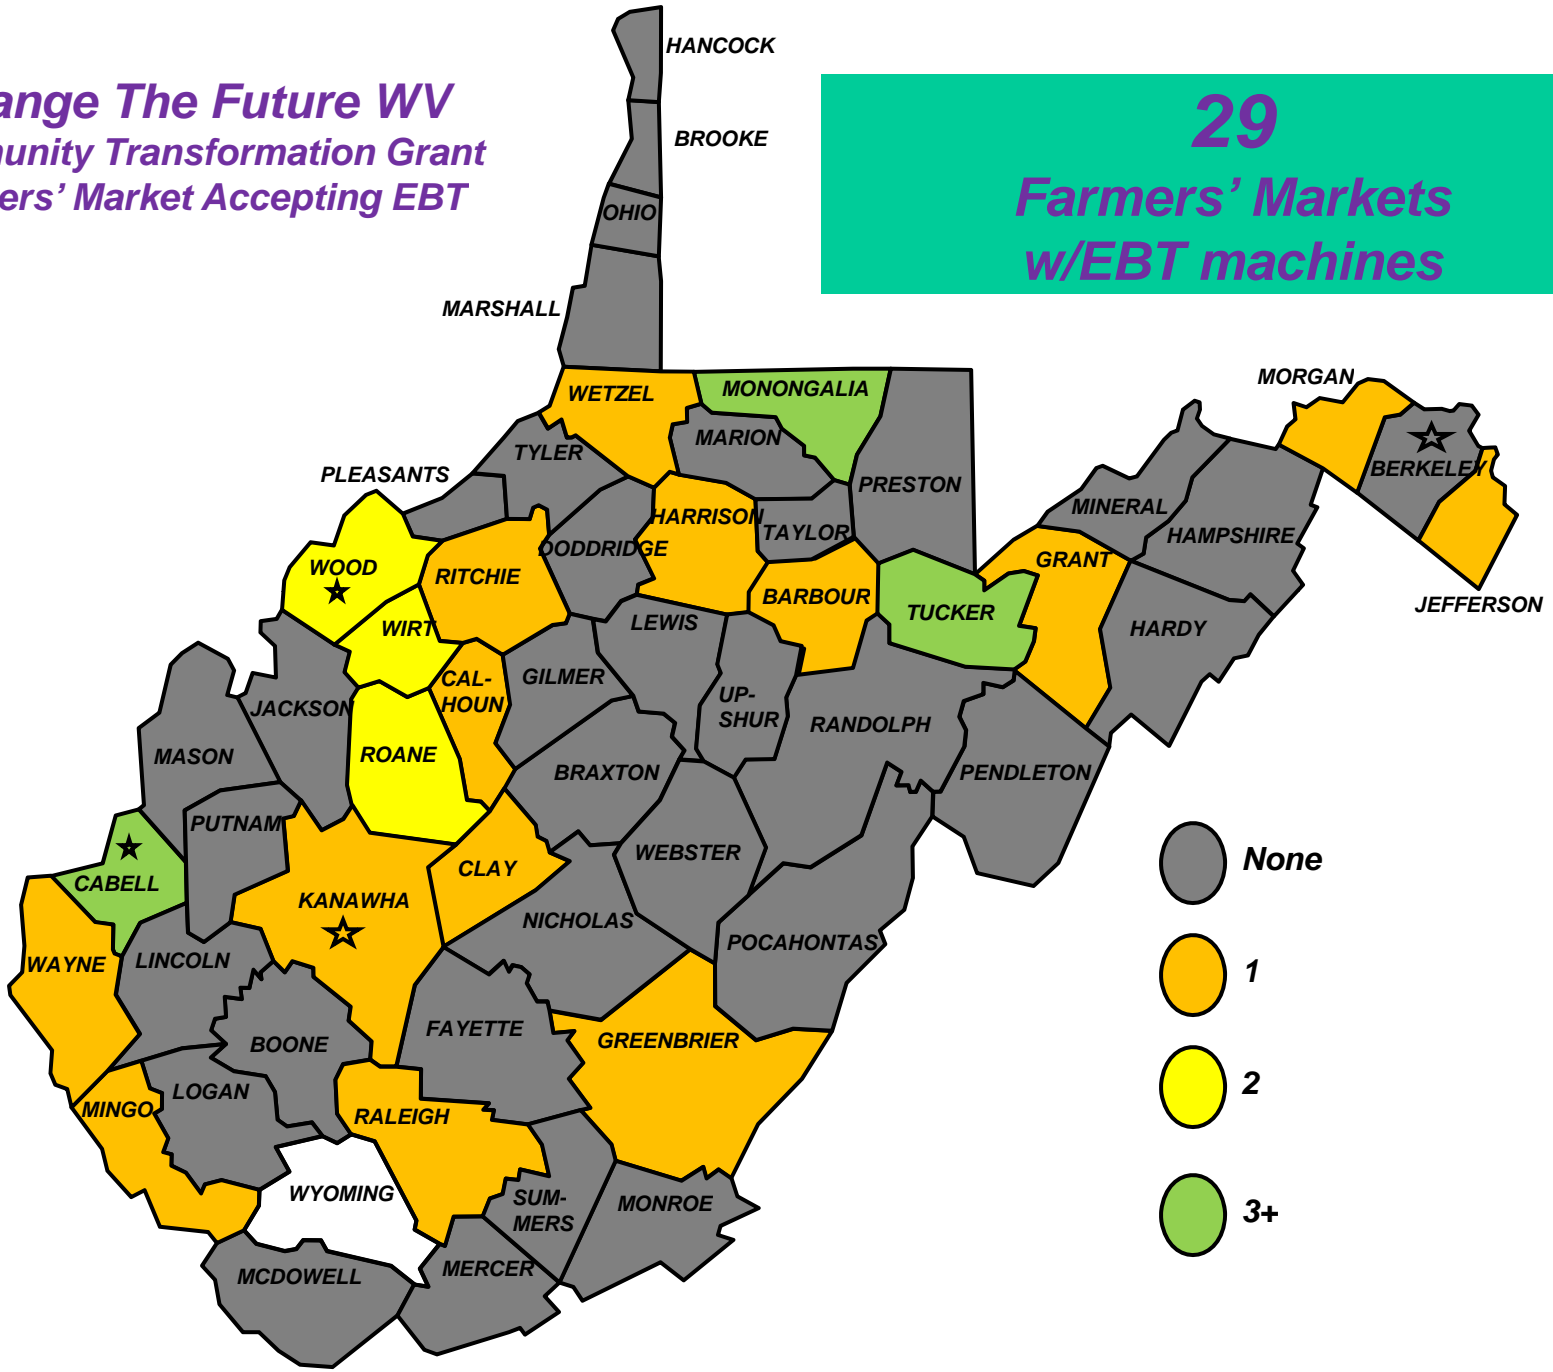 ange The Future WV
unity Transformation Grant
ers’ Market Accepting EBT
29
Farmers’ Markets
w/EBT machines
HANCOCK
BROOKE
OHIO
MARSHALL
WETZEL
MONONGALIA
MORGAN
MARION
TYLER
PLEASANTS
PRESTON
BERKELEY
MINERAL
HARRISON
TAYLOR
HAMPSHIRE
DODDRIDGE
GRANT
WOOD
RITCHIE
BARBOUR
TUCKER
JEFFERSON
WIRT
LEWIS
HARDY
CAL-
HOUN
GILMER
UP-
SHUR
JACKSON
RANDOLPH
MASON
ROANE
BRAXTON
PENDLETON
PUTNAM
WEBSTER
None
CLAY
CABELL
KANAWHA
NICHOLAS
POCAHONTAS
WAYNE
LINCOLN
1
FAYETTE
BOONE
GREENBRIER
LOGAN
2
MINGO
RALEIGH
WYOMING
SUM-
MERS
MONROE
3+
MCDOWELL
MERCER